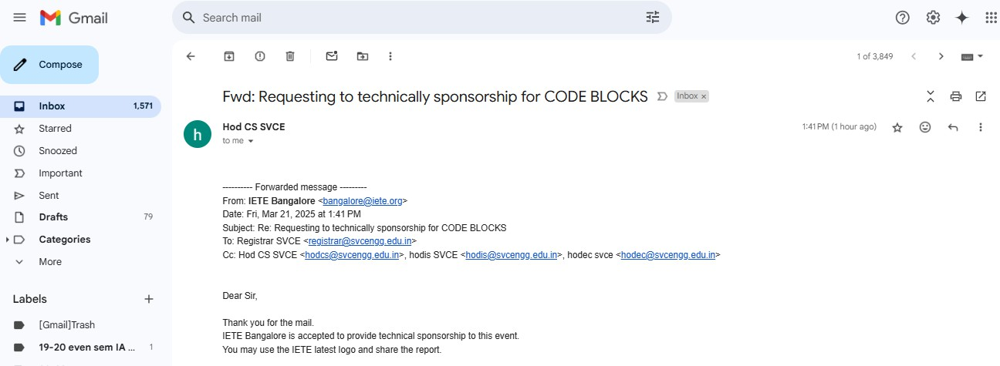 Gmail
Search mail
Compose
1 of 3,849
Fwd: Requesting to technically sponsorship for CODE BLOCKS
Inbox ×
Inbox 1,571
Starred
Snoozed
Important
Sent
Drafts 79
Categories
More
Labels +
[Gmail]Trash
19-20 even sem IA ... 1
h
Hod CS SVCE
1:41 PM (1 hour ago)
to me
---------- Forwarded message ---------
From: IETE Bangalore <bangalore@iete.org>
Date: Fri, Mar 21, 2025 at 1:41 PM
Subject: Re: Requesting to technically sponsorship for CODE BLOCKS
To: Registrar SVCE <registrar@svcengg.edu.in>
Cc: Hod CS SVCE <hodcs@svcengg.edu.in>, hodis SVCE <hodis@svcengg.edu.in>, hodec svce <hodec@svcengg.edu.in>
Dear Sir,
Thank you for the mail.
IETE Bangalore is accepted to provide technical sponsorship to this event.
You may use the IETE latest logo and share the report.